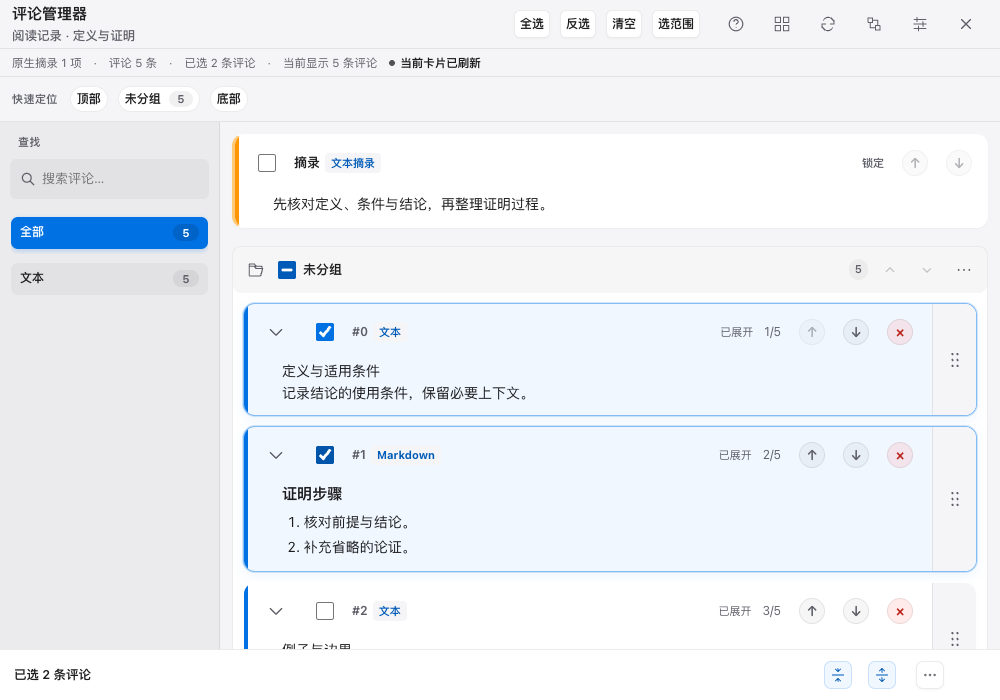 评论管理器
阅读记录 · 定义与证明
全选 反选 清空 选范围
原生摘录 1 项 · 评论 5 条 · 已选 2 条评论 · 当前显示 5 条评论 ● 当前卡片已刷新
快速定位 顶部 未分组 5 底部
查找
搜索评论...
全部 5
文本 5
摘录 文本摘录 锁定
先核对定义、条件与结论，再整理证明过程。
未分组 5
#0 文本 已展开 1/5
定义与适用条件
记录结论的使用条件，保留必要上下文。
#1 Markdown 已展开 2/5
证明步骤
1. 核对前提与结论。
2. 补充省略的论证。
#2 文本 已展开 3/5
例子与边界
已选 2 条评论